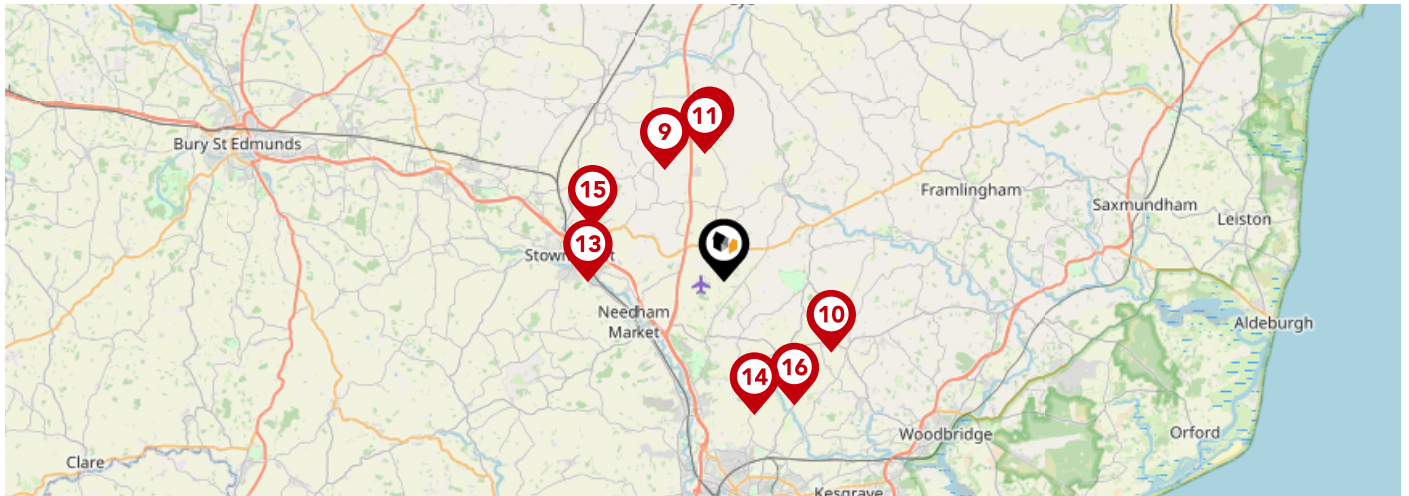 11
9
Bury St Edmunds
15
Framlingham
Saxmundham
Leiston
13
Needham
Market
10
Aldeburgh
16
14
Woodbridge
Orford
Clare
Kesgrave